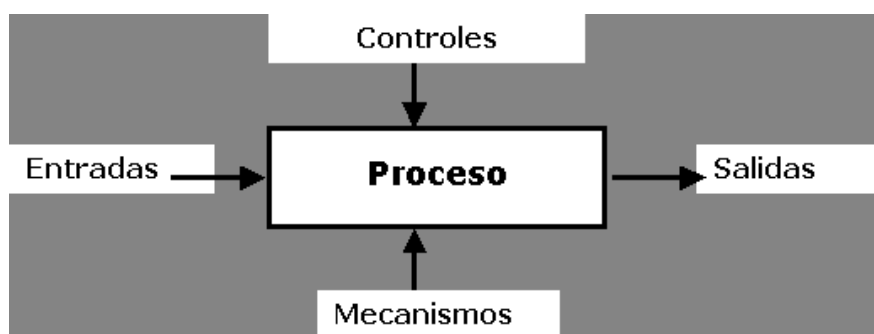 Controles
Entradas
Proceso
Salidas
Mecanismos